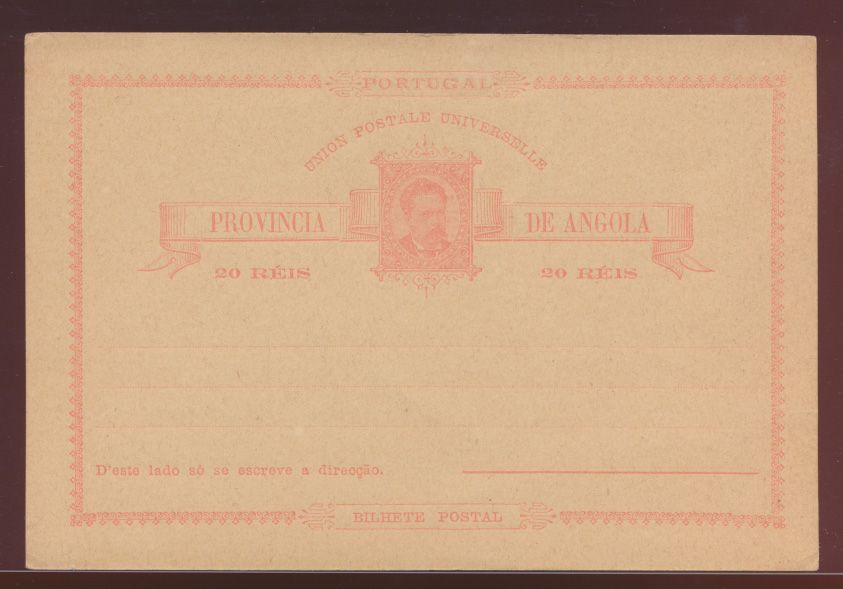 PORTUGAL
UNION POSTALE UNIVERSELLE
PROVINCIA DE ANGOLA
20 RÉIS 20 RÉIS
D'este lado só se escreve a direcção.
BILHETE POSTAL